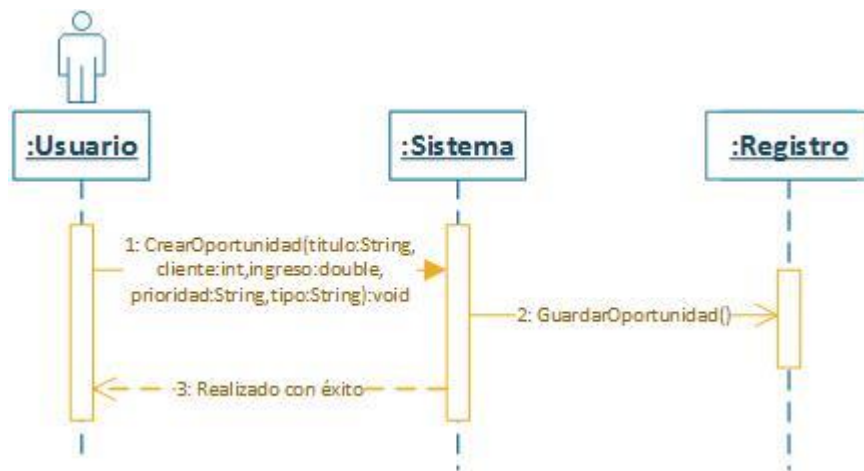 :Usuario
:Sistema
:Registro
1: CrearOportunidad(titulo:String,
cliente:int,ingreso:double,
prioridad:String,tipo:String):void
2: GuardarOportunidad()
3: Realizado con éxito